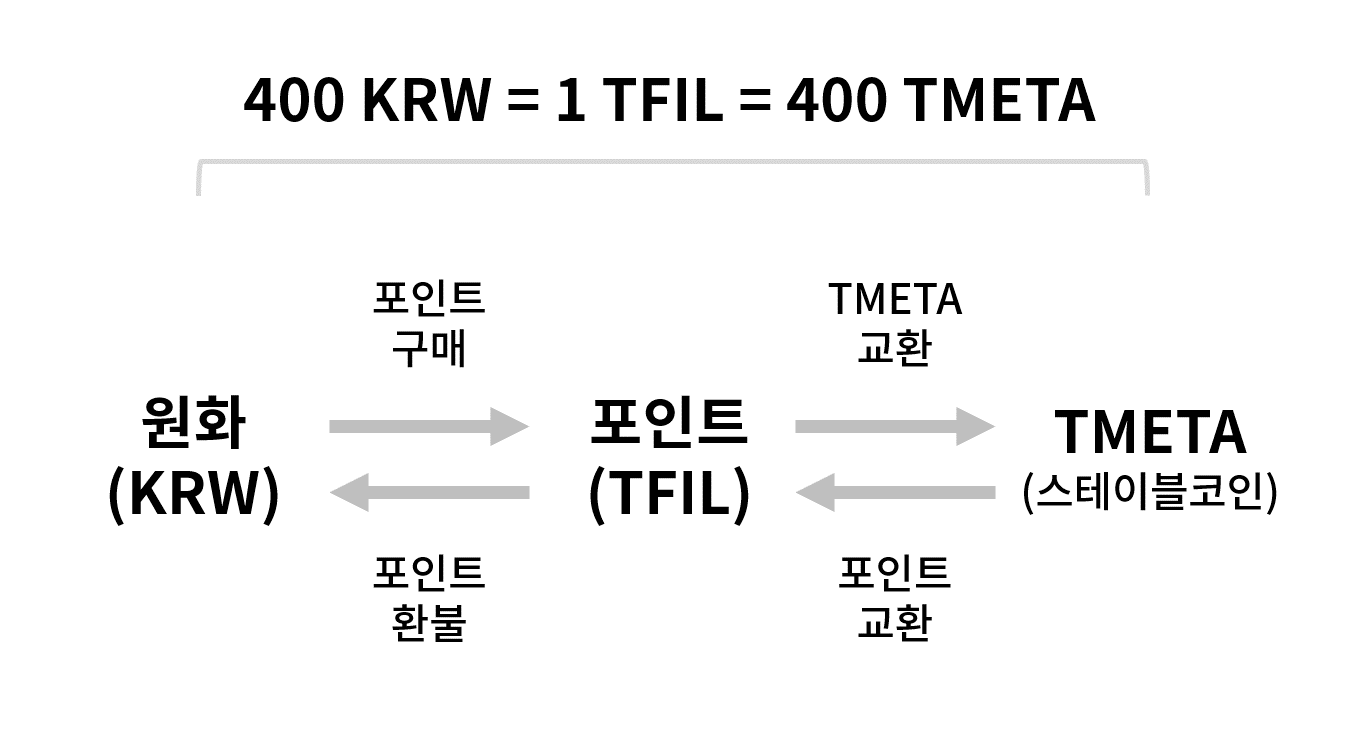 400 KRW = 1 TFIL = 400 TMETA
포인트
구매
TMETA
교환
원화
(KRW)
포인트
(TFIL)
TMETA
(스테이블코인)
포인트
환불
포인트
교환